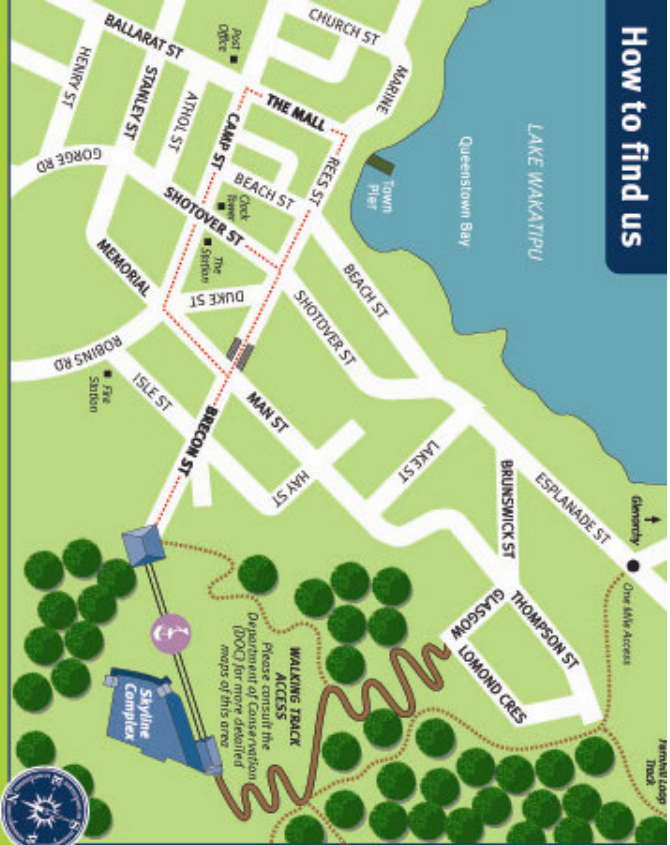 How to find us
LAKE WAKATIPU
Queenstown Bay
Town
Pier
CHURCH ST
MARINE
BALLARAT ST
Post
Office
HENRY ST
STANLEY ST
ATHOL ST
THE MALL
CAMP ST
REES ST
BEACH ST
GORGE RD
SHOTOVER ST
Clock
Tower
The
Station
DUKE ST
MEMORIAL
BEACH ST
SHOTOVER ST
ROBINS RD
Fire
Station
ISLE ST
MAN ST
BRECON ST
HAY ST
LAKE ST
BRUNSWICK ST
ESPLANADE ST
Glenorchy
One Mile Access
THOMPSON ST
GLASGOW
LOMOND CRES
Fernhill Loop
Track
WALKING TRACK
ACCESS
Please consult the
Department of Conservation
(DOC) for more detailed
maps of this area
Skyline
Complex